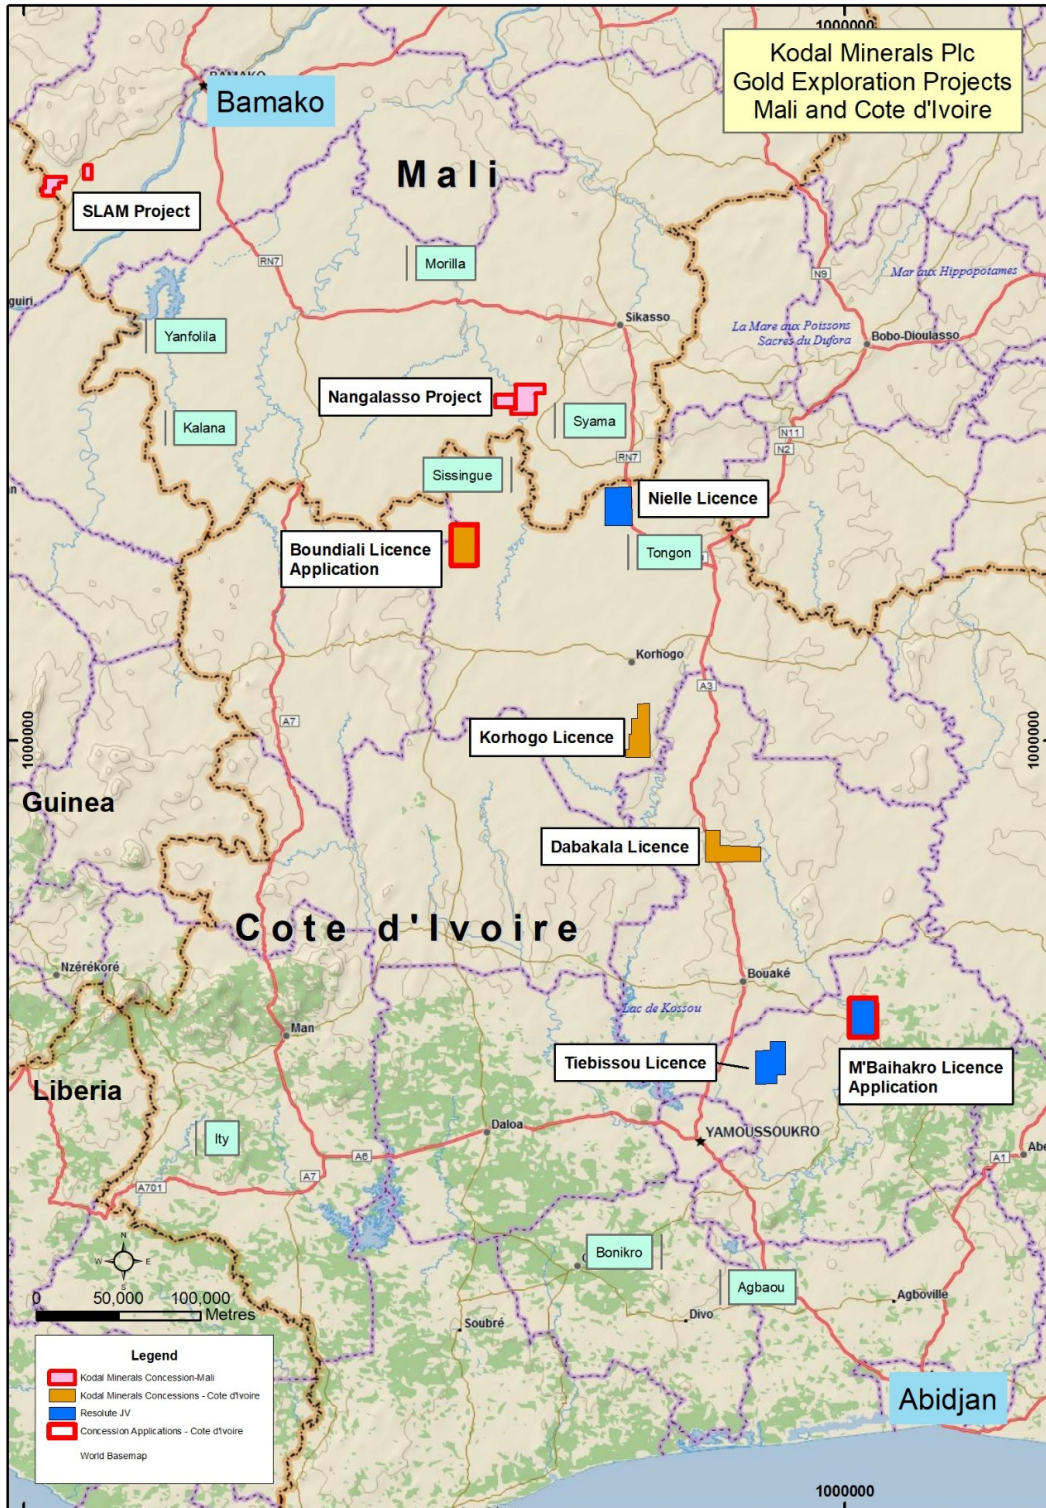 1000000
Kodal Minerals Plc
Gold Exploration Projects
Mali and Cote d'Ivoire
BAMAKO
Bamako
Mali
SLAM Project
Morilla
RN7
N9
Mar aux Hippopotames
guiri
Yanfolila
Sikasso
La Mare aux Poissons
Sacres du Dufora
Bobo-Dioulasso
Nangalasso Project
Kalana
Syama
N11
N2
RN7
Sissingue
Nielle Licence
Boundiali Licence
Application
Tongon
Korhogo
A3
A7
Korhogo Licence
1000000
1000000
Guinea
Dabakala Licence
Cote d'Ivoire
Nzérékoré
Bouaké
Lac de Kossou
Man
Tiebissou Licence
M'Baihakro Licence
Application
Liberia
Ity
Daloa
YAMOUSSOUKRO
A6
A7
A701
A1
Abe
N
W
E
S
Bonikro
Agbaou
Agboville
Divo
Soubré
0
50,000
100,000
Metres
Legend
Kodal Minerals Concession-Mali
Kodal Minerals Concessions - Cote d'Ivoire
Resolute JV
Concession Applications - Cote d'Ivoire
World Basemap
Abidjan
1000000